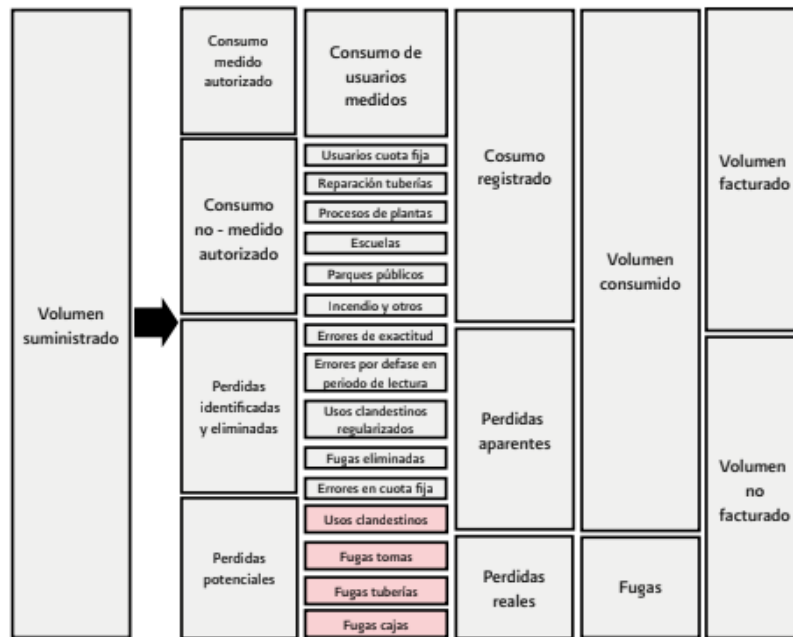 Volumen
suministrado
Consumo
medido
autorizado
Consumo
no - medido
autorizado
Perdidas
identificadas
y eliminadas
Perdidas
potenciales
Consumo de
usuarios
medidos
Usuarios cuota fija
Reparación tuberías
Procesos de plantas
Escuelas
Parques públicos
Incendio y otros
Errores de exactitud
Errores por defase en
periodo de lectura
Usos clandestinos
regularizados
Fugas eliminadas
Errores en cuota fija
Usos clandestinos
Fugas tomas
Fugas tuberías
Fugas cajas
Cosumo
registrado
Perdidas
aparentes
Perdidas
reales
Volumen
consumido
Fugas
Volumen
facturado
Volumen
no
facturado